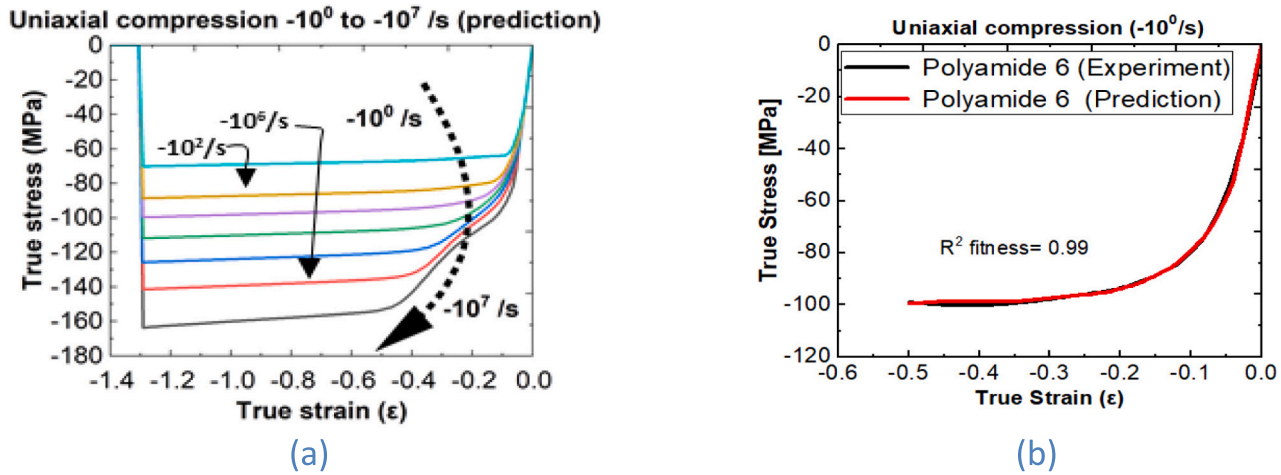 Uniaxial compression -10⁰ to -10⁷ /s (prediction)
True stress (MPa)
0
-20
-40
-60
-80
-100
-120
-140
-160
-180
-10⁶/s
-10⁰ /s
-10²/s
-10⁷ /s
-1.4 -1.2 -1.0 -0.8 -0.6 -0.4 -0.2 0.0
True strain (ε)
(a)
Uniaxial compression (-10⁰/s)
True Stress [MPa]
0
-20
-40
-60
-80
-100
-120
Polyamide 6 (Experiment)
Polyamide 6 (Prediction)
R² fitness= 0.99
-0.6 -0.5 -0.4 -0.3 -0.2 -0.1 0.0
True Strain (ε)
(b)